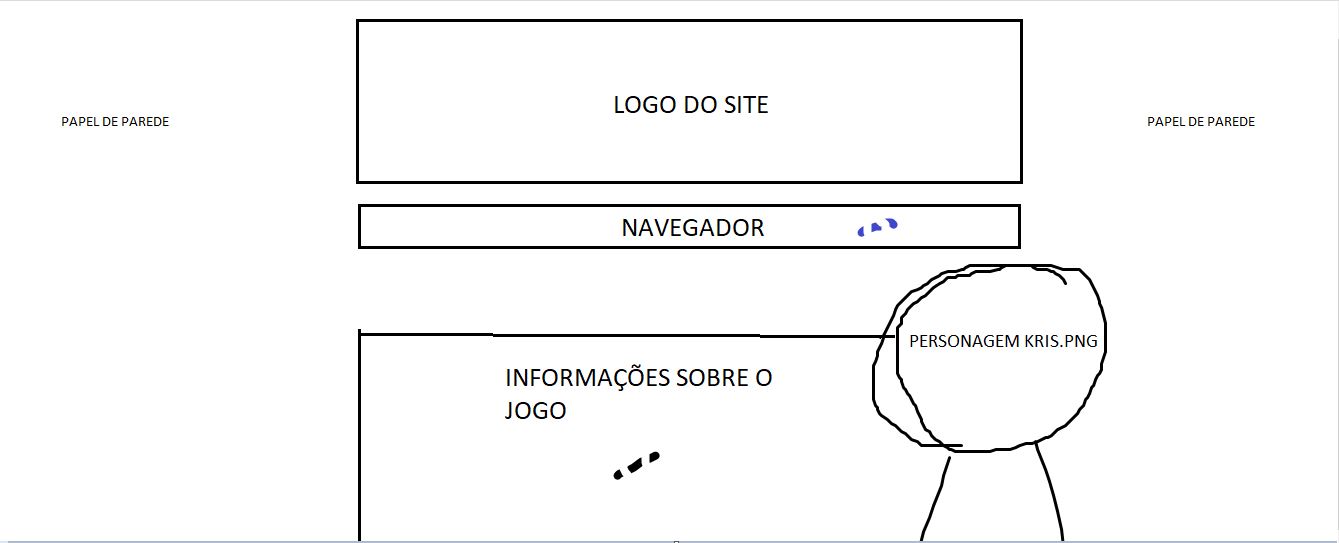 LOGO DO SITE
PAPEL DE PAREDE
PAPEL DE PAREDE
NAVEGADOR
PERSONAGEM KRIS.PNG
INFORMAÇÕES SOBRE O
JOGO